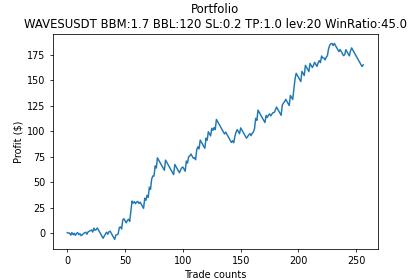 Portfolio
WAVESUSDT BBM:1.7 BBL:120 SL:0.2 TP:1.0 lev:20 WinRatio:45.0
175
150
125
100
75
50
25
0
Profit ($)
0 50 100 150 200 250
Trade counts